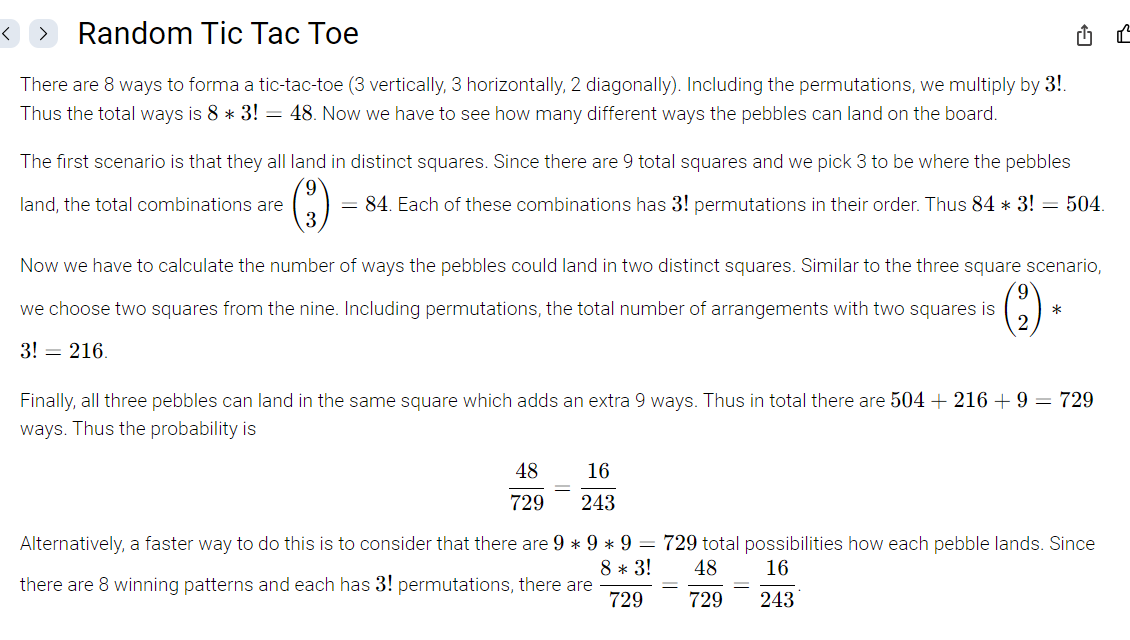 Random Tic Tac Toe
There are 8 ways to forma a tic-tac-toe (3 vertically, 3 horizontally, 2 diagonally). Including the permutations, we multiply by 3!.
Thus the total ways is 8 * 3! = 48. Now we have to see how many different ways the pebbles can land on the board.
The first scenario is that they all land in distinct squares. Since there are 9 total squares and we pick 3 to be where the pebbles
land, the total combinations are (9 3) = 84. Each of these combinations has 3! permutations in their order. Thus 84 * 3! = 504.
Now we have to calculate the number of ways the pebbles could land in two distinct squares. Similar to the three square scenario,
we choose two squares from the nine. Including permutations, the total number of arrangements with two squares is (9 2) *
3! = 216.
Finally, all three pebbles can land in the same square which adds an extra 9 ways. Thus in total there are 504 + 216 + 9 = 729
ways. Thus the probability is
48/729 = 16/243
Alternatively, a faster way to do this is to consider that there are 9 * 9 * 9 = 729 total possibilities how each pebble lands. Since
there are 8 winning patterns and each has 3! permutations, there are 8 * 3!/729 = 48/729 = 16/243.